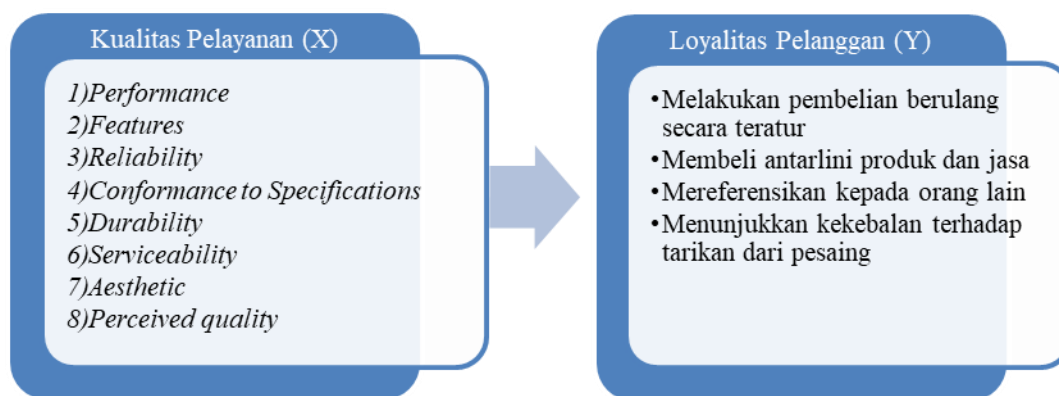 Kualitas Pelayanan (X)
1)Performance
2)Features
3)Reliability
4)Conformance to Specifications
5)Durability
6)Serviceability
7)Aesthetic
8)Perceived quality
Loyalitas Pelanggan (Y)
•Melakukan pembelian berulang
secara teratur
•Membeli antarlini produk dan jasa
•Mereferensikan kepada orang lain
•Menunjukkan kekebalan terhadap
tarikan dari pesaing